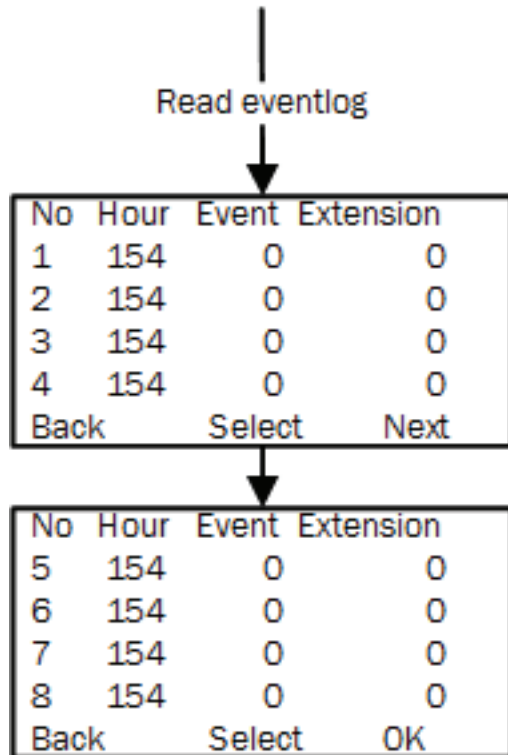 Read eventlog
No Hour Event Extension
1 154 0 0
2 154 0 0
3 154 0 0
4 154 0 0
Back Select Next
No Hour Event Extension
5 154 0 0
6 154 0 0
7 154 0 0
8 154 0 0
Back Select OK